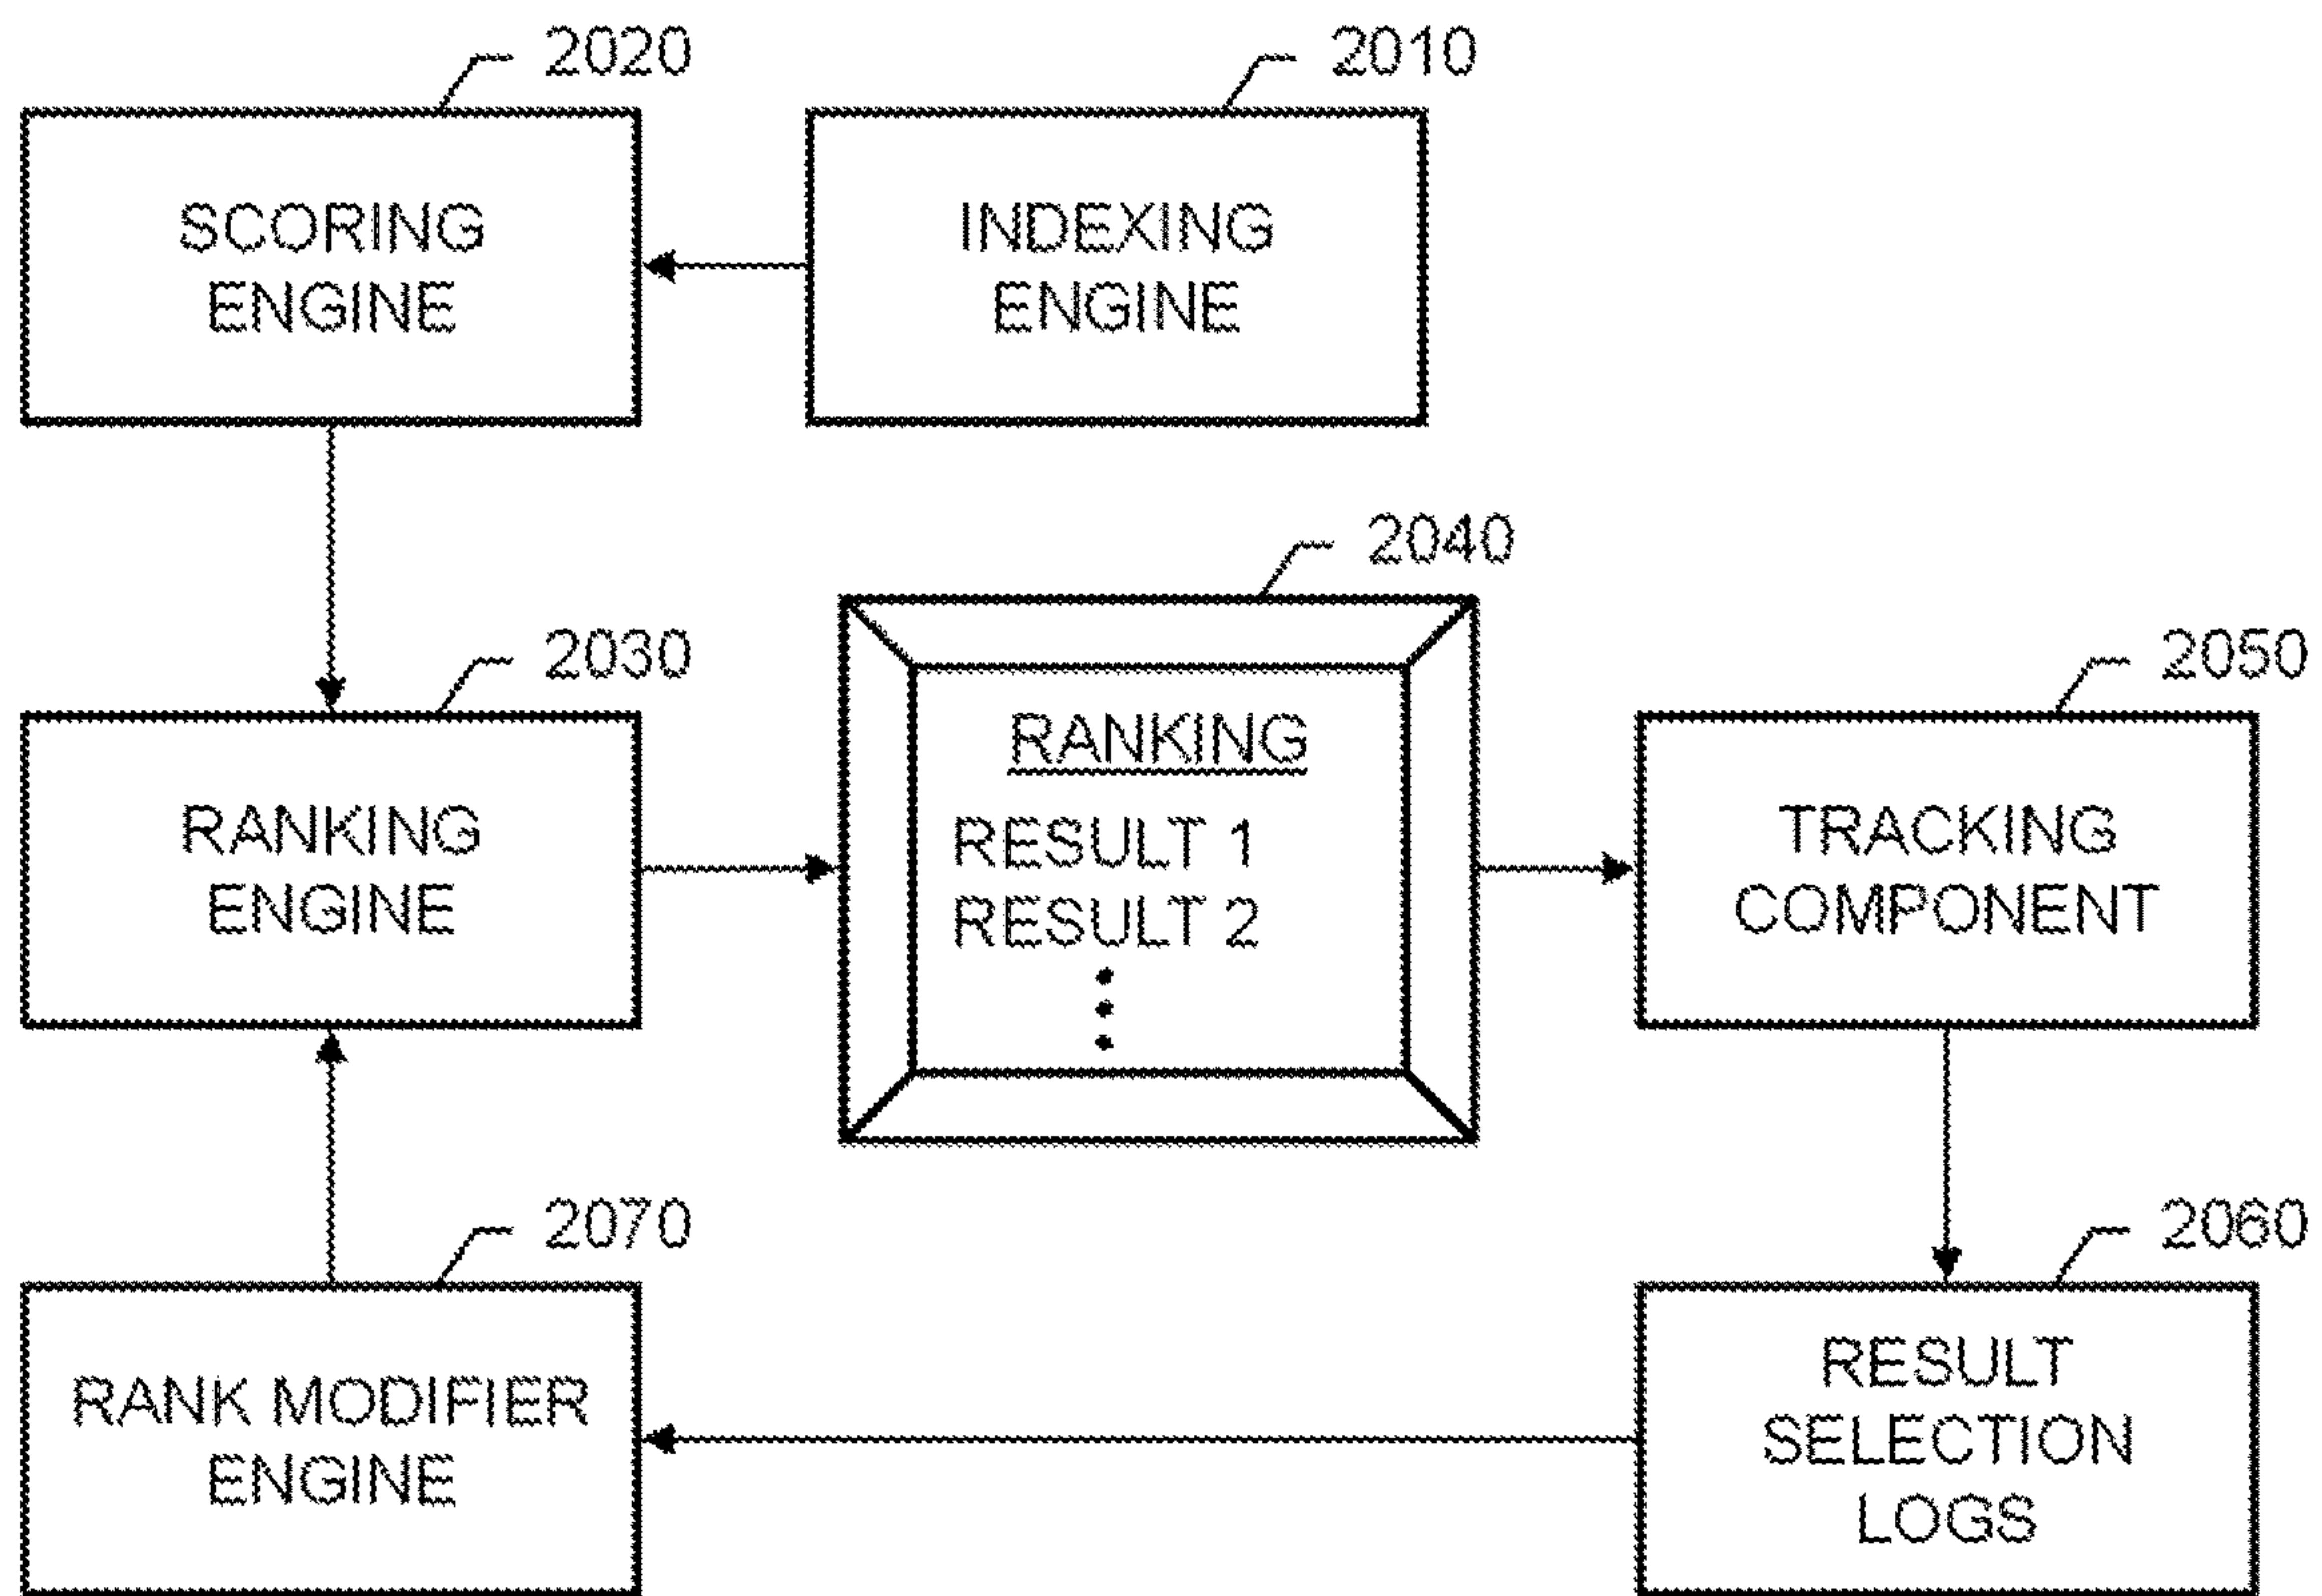 2020
2010
SCORING
ENGINE
INDEXING
ENGINE
2040
2030
2050
RANKING
RESULT 1
RESULT 2
RANKING
ENGINE
TRACKING
COMPONENT
2070
2060
RANK MODIFIER
ENGINE
RESULT
SELECTION
LOGS